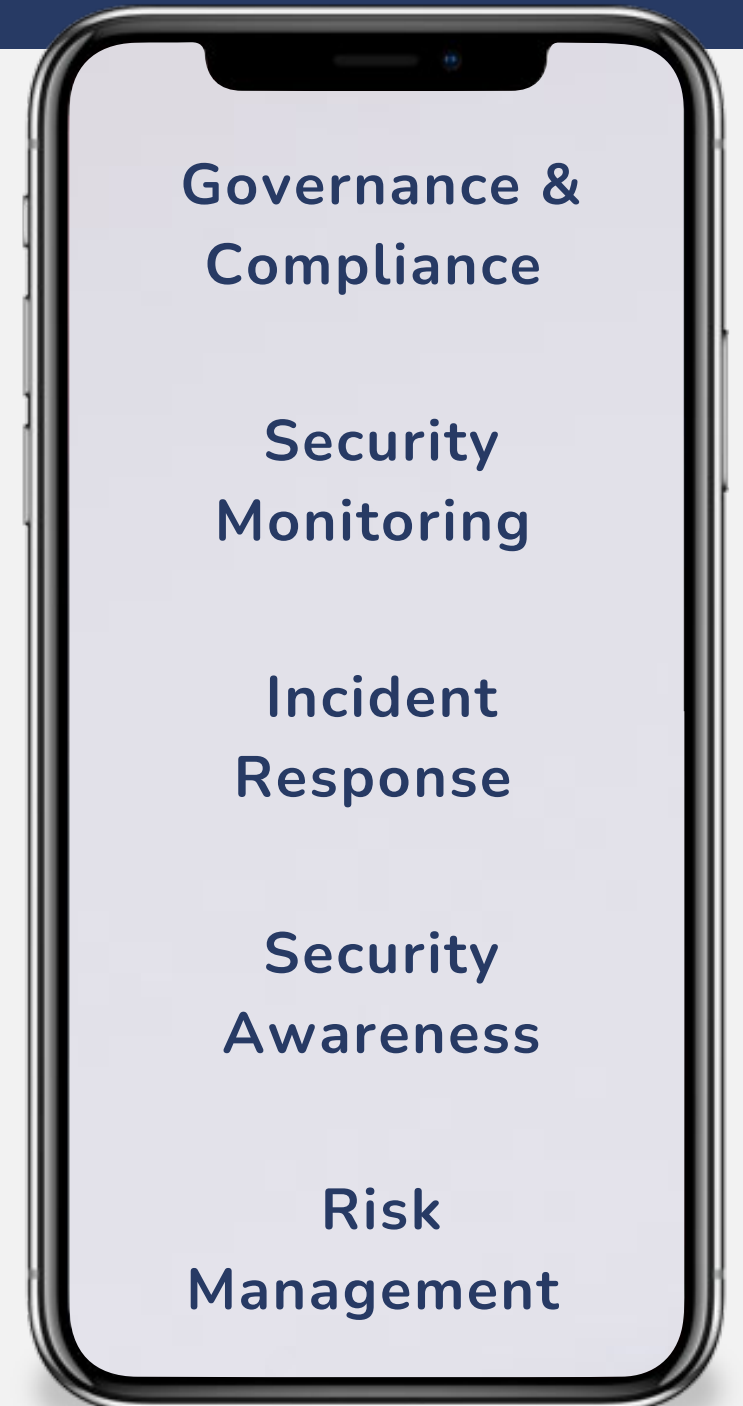 Governance &
Compliance
Security
Monitoring
Incident
Response
Security
Awareness
Risk
Management